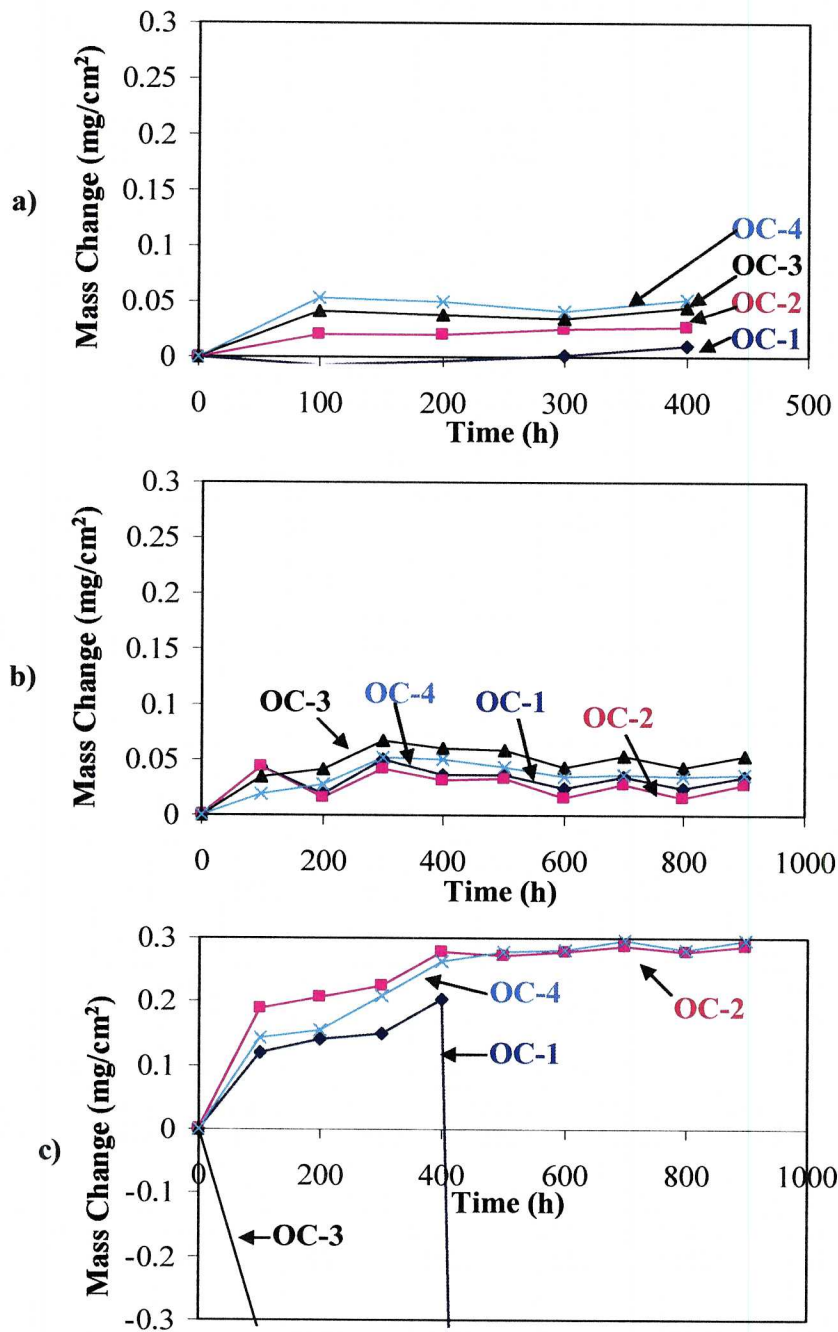 a)
Mass Change (mg/cm²)
0.3
0.25
0.2
0.15
0.1
0.05
0
OC-4
OC-3
OC-2
OC-1
0 100 200 300 400 500
Time (h)
b)
Mass Change (mg/cm²)
0.3
0.25
0.2
0.15
0.1
0.05
0
OC-3 OC-4 OC-1 OC-2
0 200 400 600 800 1000
Time (h)
c)
Mass Change (mg/cm²)
0.3
0.2
0.1
0
-0.1
-0.2
-0.3
OC-4 OC-2
OC-1
0 200 400 600 800 1000
Time (h)
OC-3